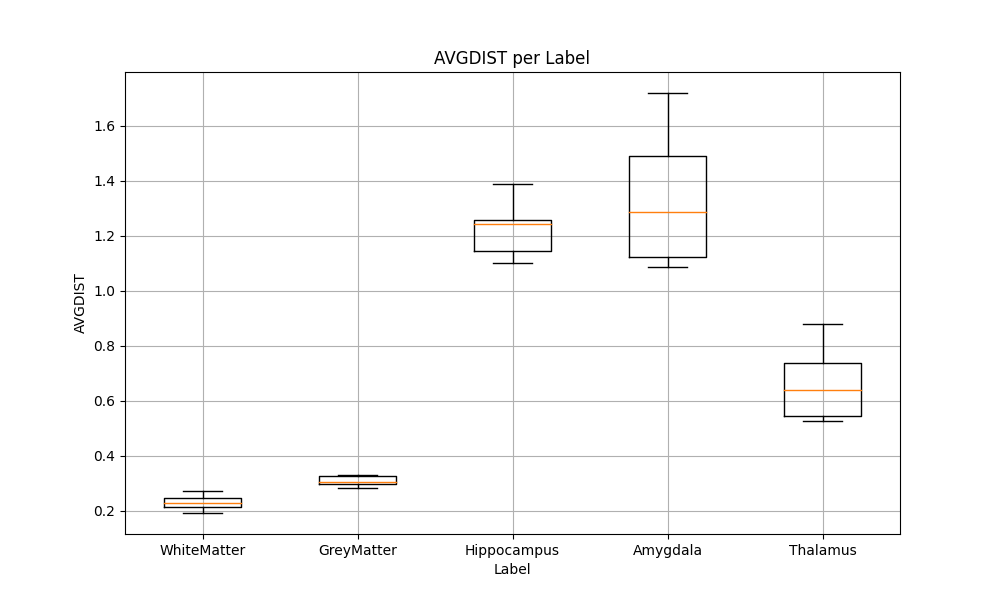 AVGDIST per Label
AVGDIST
1.6
1.4
1.2
1.0
0.8
0.6
0.4
0.2
WhiteMatter GreyMatter Hippocampus Amygdala Thalamus
Label